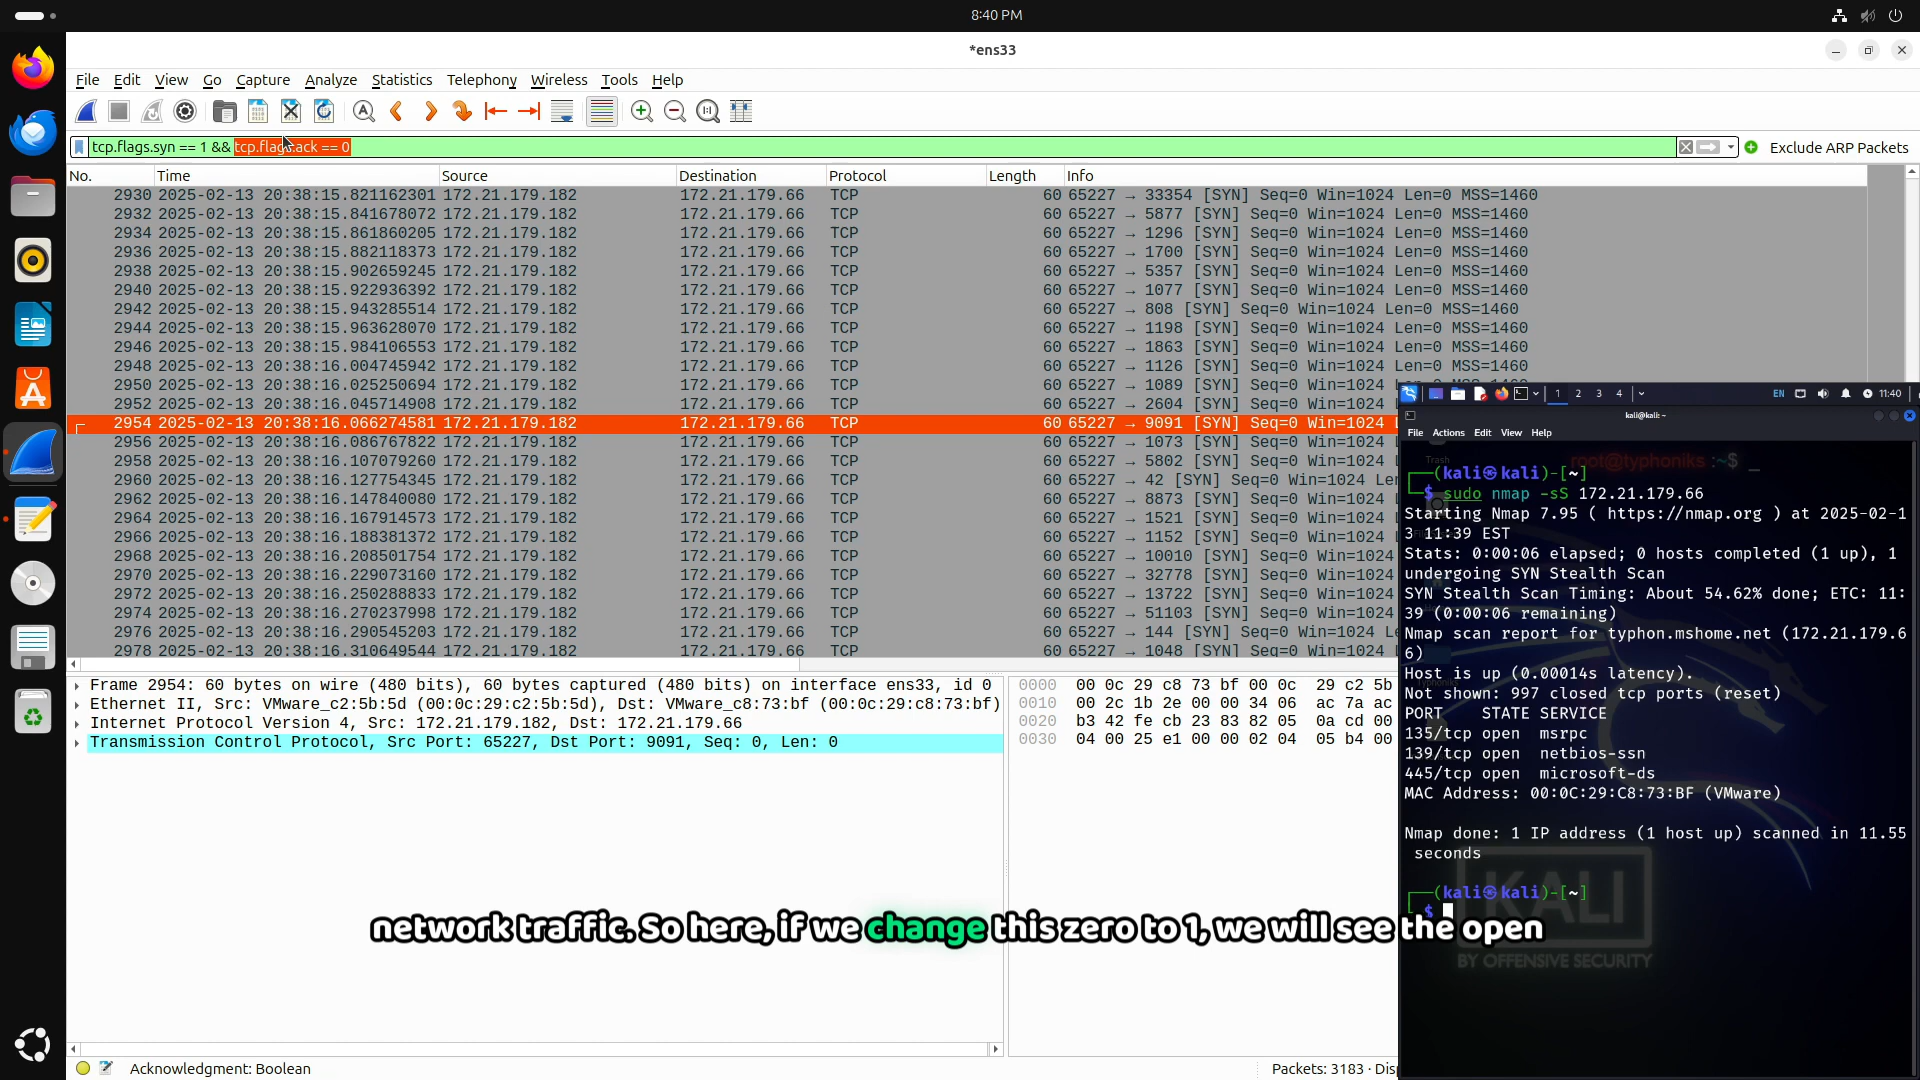 8:40 PM
*ens33
File Edit View Go Capture Analyze Statistics Telephony Wireless Tools Help
tcp.flags.syn == 1 && tcp.flags.ack == 0
Exclude ARP Packets
No. Time Source Destination Protocol Length Info
2930 2025-02-13 20:38:15.821162301 172.21.179.182 172.21.179.66 TCP 60 65227 → 33354 [SYN] Seq=0 Win=1024 Len=0 MSS=1460
2932 2025-02-13 20:38:15.841678072 172.21.179.182 172.21.179.66 TCP 60 65227 → 5877 [SYN] Seq=0 Win=1024 Len=0 MSS=1460
2934 2025-02-13 20:38:15.861860205 172.21.179.182 172.21.179.66 TCP 60 65227 → 1296 [SYN] Seq=0 Win=1024 Len=0 MSS=1460
2936 2025-02-13 20:38:15.882118373 172.21.179.182 172.21.179.66 TCP 60 65227 → 1700 [SYN] Seq=0 Win=1024 Len=0 MSS=1460
2938 2025-02-13 20:38:15.902659245 172.21.179.182 172.21.179.66 TCP 60 65227 → 5357 [SYN] Seq=0 Win=1024 Len=0 MSS=1460
2940 2025-02-13 20:38:15.922936392 172.21.179.182 172.21.179.66 TCP 60 65227 → 1077 [SYN] Seq=0 Win=1024 Len=0 MSS=1460
2942 2025-02-13 20:38:15.943285514 172.21.179.182 172.21.179.66 TCP 60 65227 → 808 [SYN] Seq=0 Win=1024 Len=0 MSS=1460
2944 2025-02-13 20:38:15.963628070 172.21.179.182 172.21.179.66 TCP 60 65227 → 1198 [SYN] Seq=0 Win=1024 Len=0 MSS=1460
2946 2025-02-13 20:38:15.984106553 172.21.179.182 172.21.179.66 TCP 60 65227 → 1863 [SYN] Seq=0 Win=1024 Len=0 MSS=1460
2948 2025-02-13 20:38:16.004745942 172.21.179.182 172.21.179.66 TCP 60 65227 → 1126 [SYN] Seq=0 Win=1024 Len=0 MSS=1460
2950 2025-02-13 20:38:16.025250694 172.21.179.182 172.21.179.66 TCP 60 65227 → 1089 [SYN] Seq=0 Win=1024
2952 2025-02-13 20:38:16.045714908 172.21.179.182 172.21.179.66 TCP 60 65227 → 2604 [SYN] Seq=0 Win=1024
2954 2025-02-13 20:38:16.066274581 172.21.179.182 172.21.179.66 TCP 60 65227 → 9091 [SYN] Seq=0 Win=1024
2956 2025-02-13 20:38:16.086767822 172.21.179.182 172.21.179.66 TCP 60 65227 → 1073 [SYN] Seq=0 Win=1024
2958 2025-02-13 20:38:16.107079260 172.21.179.182 172.21.179.66 TCP 60 65227 → 5802 [SYN] Seq=0 Win=1024
2960 2025-02-13 20:38:16.127754345 172.21.179.182 172.21.179.66 TCP 60 65227 → 42 [SYN] Seq=0 Win=1024
2962 2025-02-13 20:38:16.147840080 172.21.179.182 172.21.179.66 TCP 60 65227 → 8873 [SYN] Seq=0 Win=1024
2964 2025-02-13 20:38:16.167914573 172.21.179.182 172.21.179.66 TCP 60 65227 → 1521 [SYN] Seq=0 Win=1024
2966 2025-02-13 20:38:16.188381372 172.21.179.182 172.21.179.66 TCP 60 65227 → 1152 [SYN] Seq=0 Win=1024
2968 2025-02-13 20:38:16.208501754 172.21.179.182 172.21.179.66 TCP 60 65227 → 10010 [SYN] Seq=0 Win=1024
2970 2025-02-13 20:38:16.229073160 172.21.179.182 172.21.179.66 TCP 60 65227 → 32778 [SYN] Seq=0 Win=1024
2972 2025-02-13 20:38:16.250288833 172.21.179.182 172.21.179.66 TCP 60 65227 → 13722 [SYN] Seq=0 Win=1024
2974 2025-02-13 20:38:16.270237998 172.21.179.182 172.21.179.66 TCP 60 65227 → 51103 [SYN] Seq=0 Win=1024
2976 2025-02-13 20:38:16.290545203 172.21.179.182 172.21.179.66 TCP 60 65227 → 144 [SYN] Seq=0 Win=1024
2978 2025-02-13 20:38:16.310649544 172.21.179.182 172.21.179.66 TCP 60 65227 → 1048 [SYN] Seq=0 Win=1024
Frame 2954: 60 bytes on wire (480 bits), 60 bytes captured (480 bits) on interface ens33, id 0
Ethernet II, Src: VMware_c2:5b:5d (00:0c:29:c2:5b:5d), Dst: VMware_c8:73:bf (00:0c:29:c8:73:bf)
Internet Protocol Version 4, Src: 172.21.179.182, Dst: 172.21.179.66
Transmission Control Protocol, Src Port: 65227, Dst Port: 9091, Seq: 0, Len: 0
0000 00 0c 29 c8 73 bf 00 0c 29 c2 5b
0010 00 2c 1b 2e 00 00 34 06 ac 7a ac
0020 b3 42 fe cb 23 83 82 05 0a cd 00
0030 04 00 25 e1 00 00 02 04 05 b4 00
1 2 3 4 EN 11:40
kali@kali: ~
File Actions Edit View Help
Trash
root@typhoniks :~$ _
(kali㉿kali)-[~]
$ sudo nmap -sS 172.21.179.66
Starting Nmap 7.95 ( https://nmap.org ) at 2025-02-1
3 11:39 EST
Stats: 0:00:06 elapsed; 0 hosts completed (1 up), 1
undergoing SYN Stealth Scan
SYN Stealth Scan Timing: About 54.62% done; ETC: 11:
39 (0:00:06 remaining)
Nmap scan report for typhon.mshome.net (172.21.179.6
6)
Host is up (0.00014s latency).
Not shown: 997 closed tcp ports (reset)
PORT STATE SERVICE
135/tcp open msrpc
139/tcp open netbios-ssn
445/tcp open microsoft-ds
MAC Address: 00:0C:29:C8:73:BF (VMware)
Nmap done: 1 IP address (1 host up) scanned in 11.55
seconds
(kali㉿kali)-[~]
$
KALI
BY OFFENSIVE SECURITY
network traffic. So here, if we change this zero to 1, we will see the open
Acknowledgment: Boolean
Packets: 3183 ·